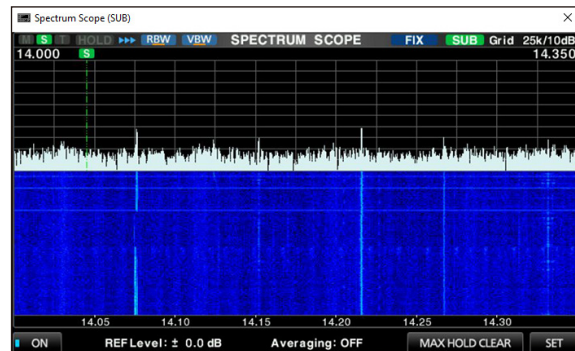 Spectrum Scope (SUB)
M S T HOLD RBW VBW SPECTRUM SCOPE FIX SUB Grid 25k/10dB
14.000 S 14.350
14.05 14.10 14.15 14.20 14.25 14.30
ON REF Level: ± 0.0 dB Averaging: OFF MAX HOLD CLEAR SET